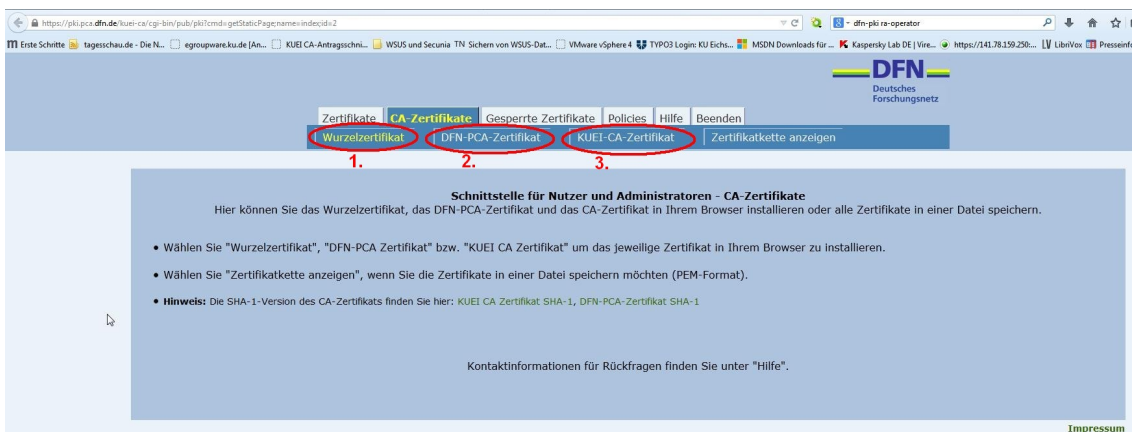 https://pki.pca.dfn.de/kuei-ca/cgi-bin/pub/pki?cmd=getStaticPage;name=index;id=2
dfn-pki ra-operator
Erste Schritte tagesschau.de - Die N... egroupware.ku.de [An... KUEI CA-Antragsschni... WSUS und Secunia TN Sichern von WSUS-Dat... VMware vSphere 4 TYPO3 Login: KU Eichs... MSDN Downloads für ... Kaspersky Lab DE | Vire... https://141.78.159.250:... LibriVox Presseinfo
DFN
Deutsches
Forschungsnetz
Zertifikate CA-Zertifikate Gesperrte Zertifikate Policies Hilfe Beenden
Wurzelzertifikat DFN-PCA-Zertifikat KUEI-CA-Zertifikat Zertifikatkette anzeigen
1. 2. 3.
Schnittstelle für Nutzer und Administratoren - CA-Zertifikate
Hier können Sie das Wurzelzertifikat, das DFN-PCA-Zertifikat und das CA-Zertifikat in Ihrem Browser installieren oder alle Zertifikate in einer Datei speichern.
• Wählen Sie "Wurzelzertifikat", "DFN-PCA Zertifikat" bzw. "KUEI CA Zertifikat" um das jeweilige Zertifikat in Ihrem Browser zu installieren.
• Wählen Sie "Zertifikatkette anzeigen", wenn Sie die Zertifikate in einer Datei speichern möchten (PEM-Format).
• Hinweis: Die SHA-1-Version des CA-Zertifikats finden Sie hier: KUEI CA Zertifikat SHA-1, DFN-PCA-Zertifikat SHA-1
Kontaktinformationen für Rückfragen finden Sie unter "Hilfe".
Impressum